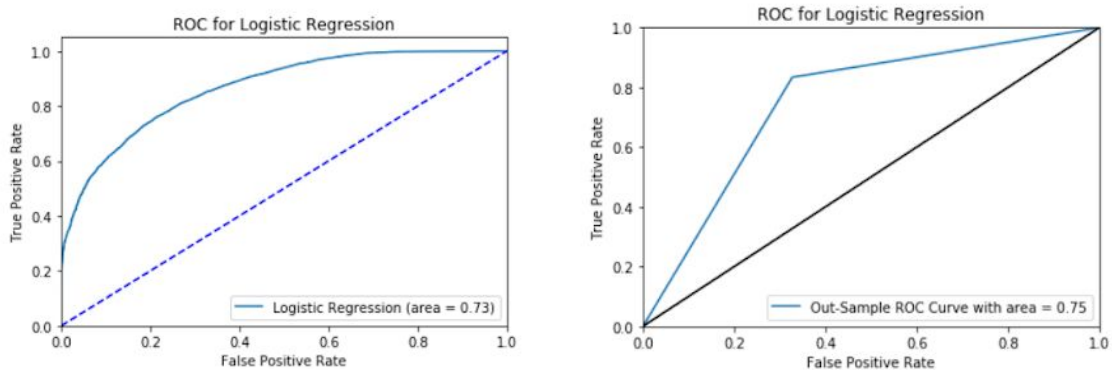 ROC for Logistic Regression
1.0
0.8
0.6
0.4
0.2
0.0
True Positive Rate
Logistic Regression (area = 0.73)
0.0 0.2 0.4 0.6 0.8 1.0
False Positive Rate
ROC for Logistic Regression
1.0
0.8
0.6
0.4
0.2
0.0
True Positive Rate
Out-Sample ROC Curve with area = 0.75
0.0 0.2 0.4 0.6 0.8 1.0
False Positive Rate